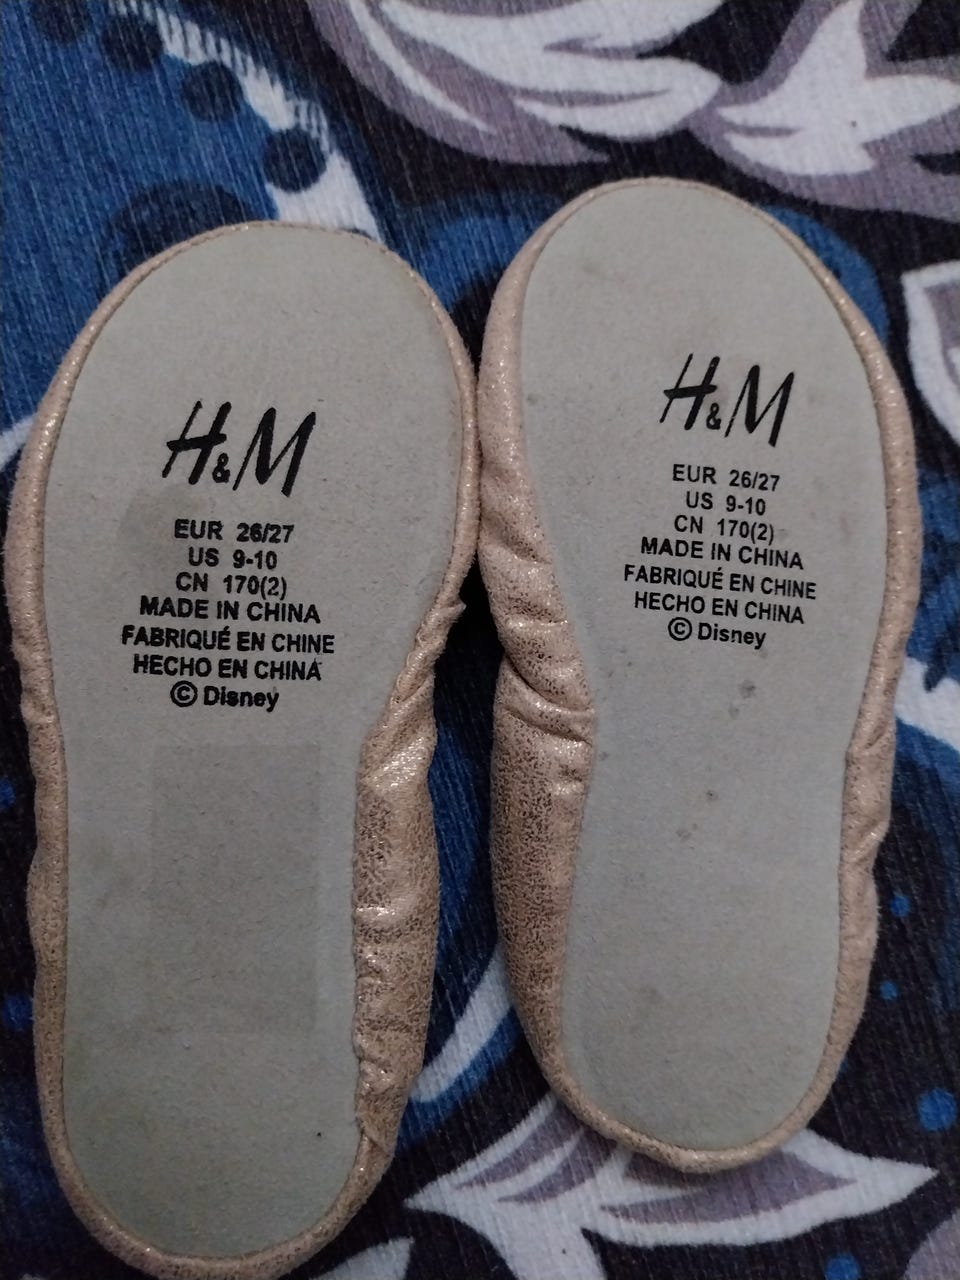 H&M
EUR 26/27
US 9-10
CN 170(2)
MADE IN CHINA
FABRIQUÉ EN CHINE
HECHO EN CHINA
© Disney
H&M
EUR 26/27
US 9-10
CN 170(2)
MADE IN CHINA
FABRIQUÉ EN CHINE
HECHO EN CHINA
© Disney